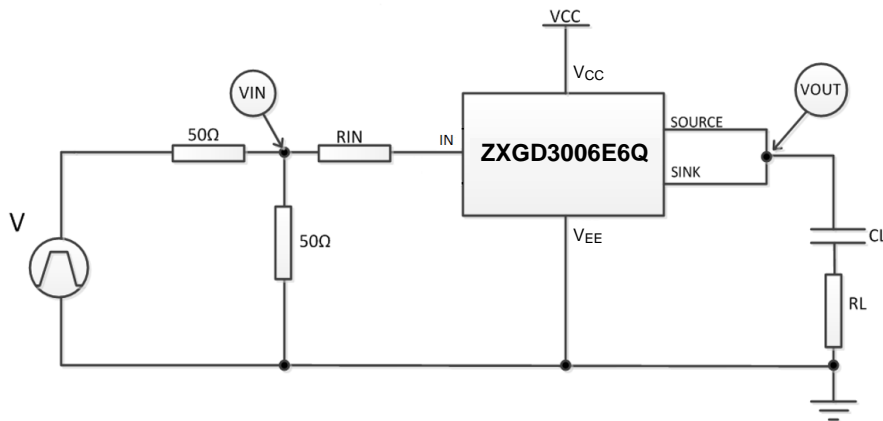 VCC
VCC
VIN
VOUT
50Ω
RIN
IN
ZXGD3006E6Q
SOURCE
SINK
V
50Ω
VEE
CL
RL